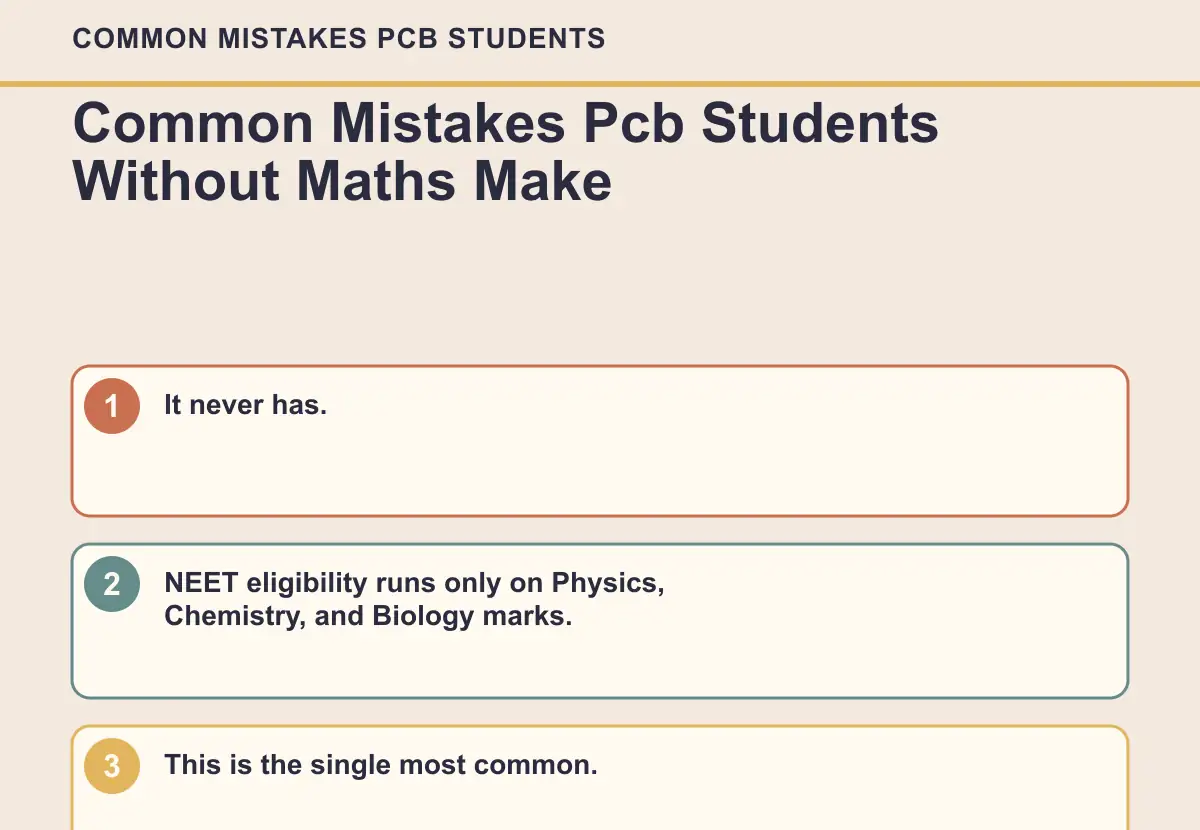 COMMON MISTAKES PCB STUDENTS
Common Mistakes Pcb Students
Without Maths Make
1
It never has.
2
NEET eligibility runs only on Physics,
Chemistry, and Biology marks.
3
This is the single most common.